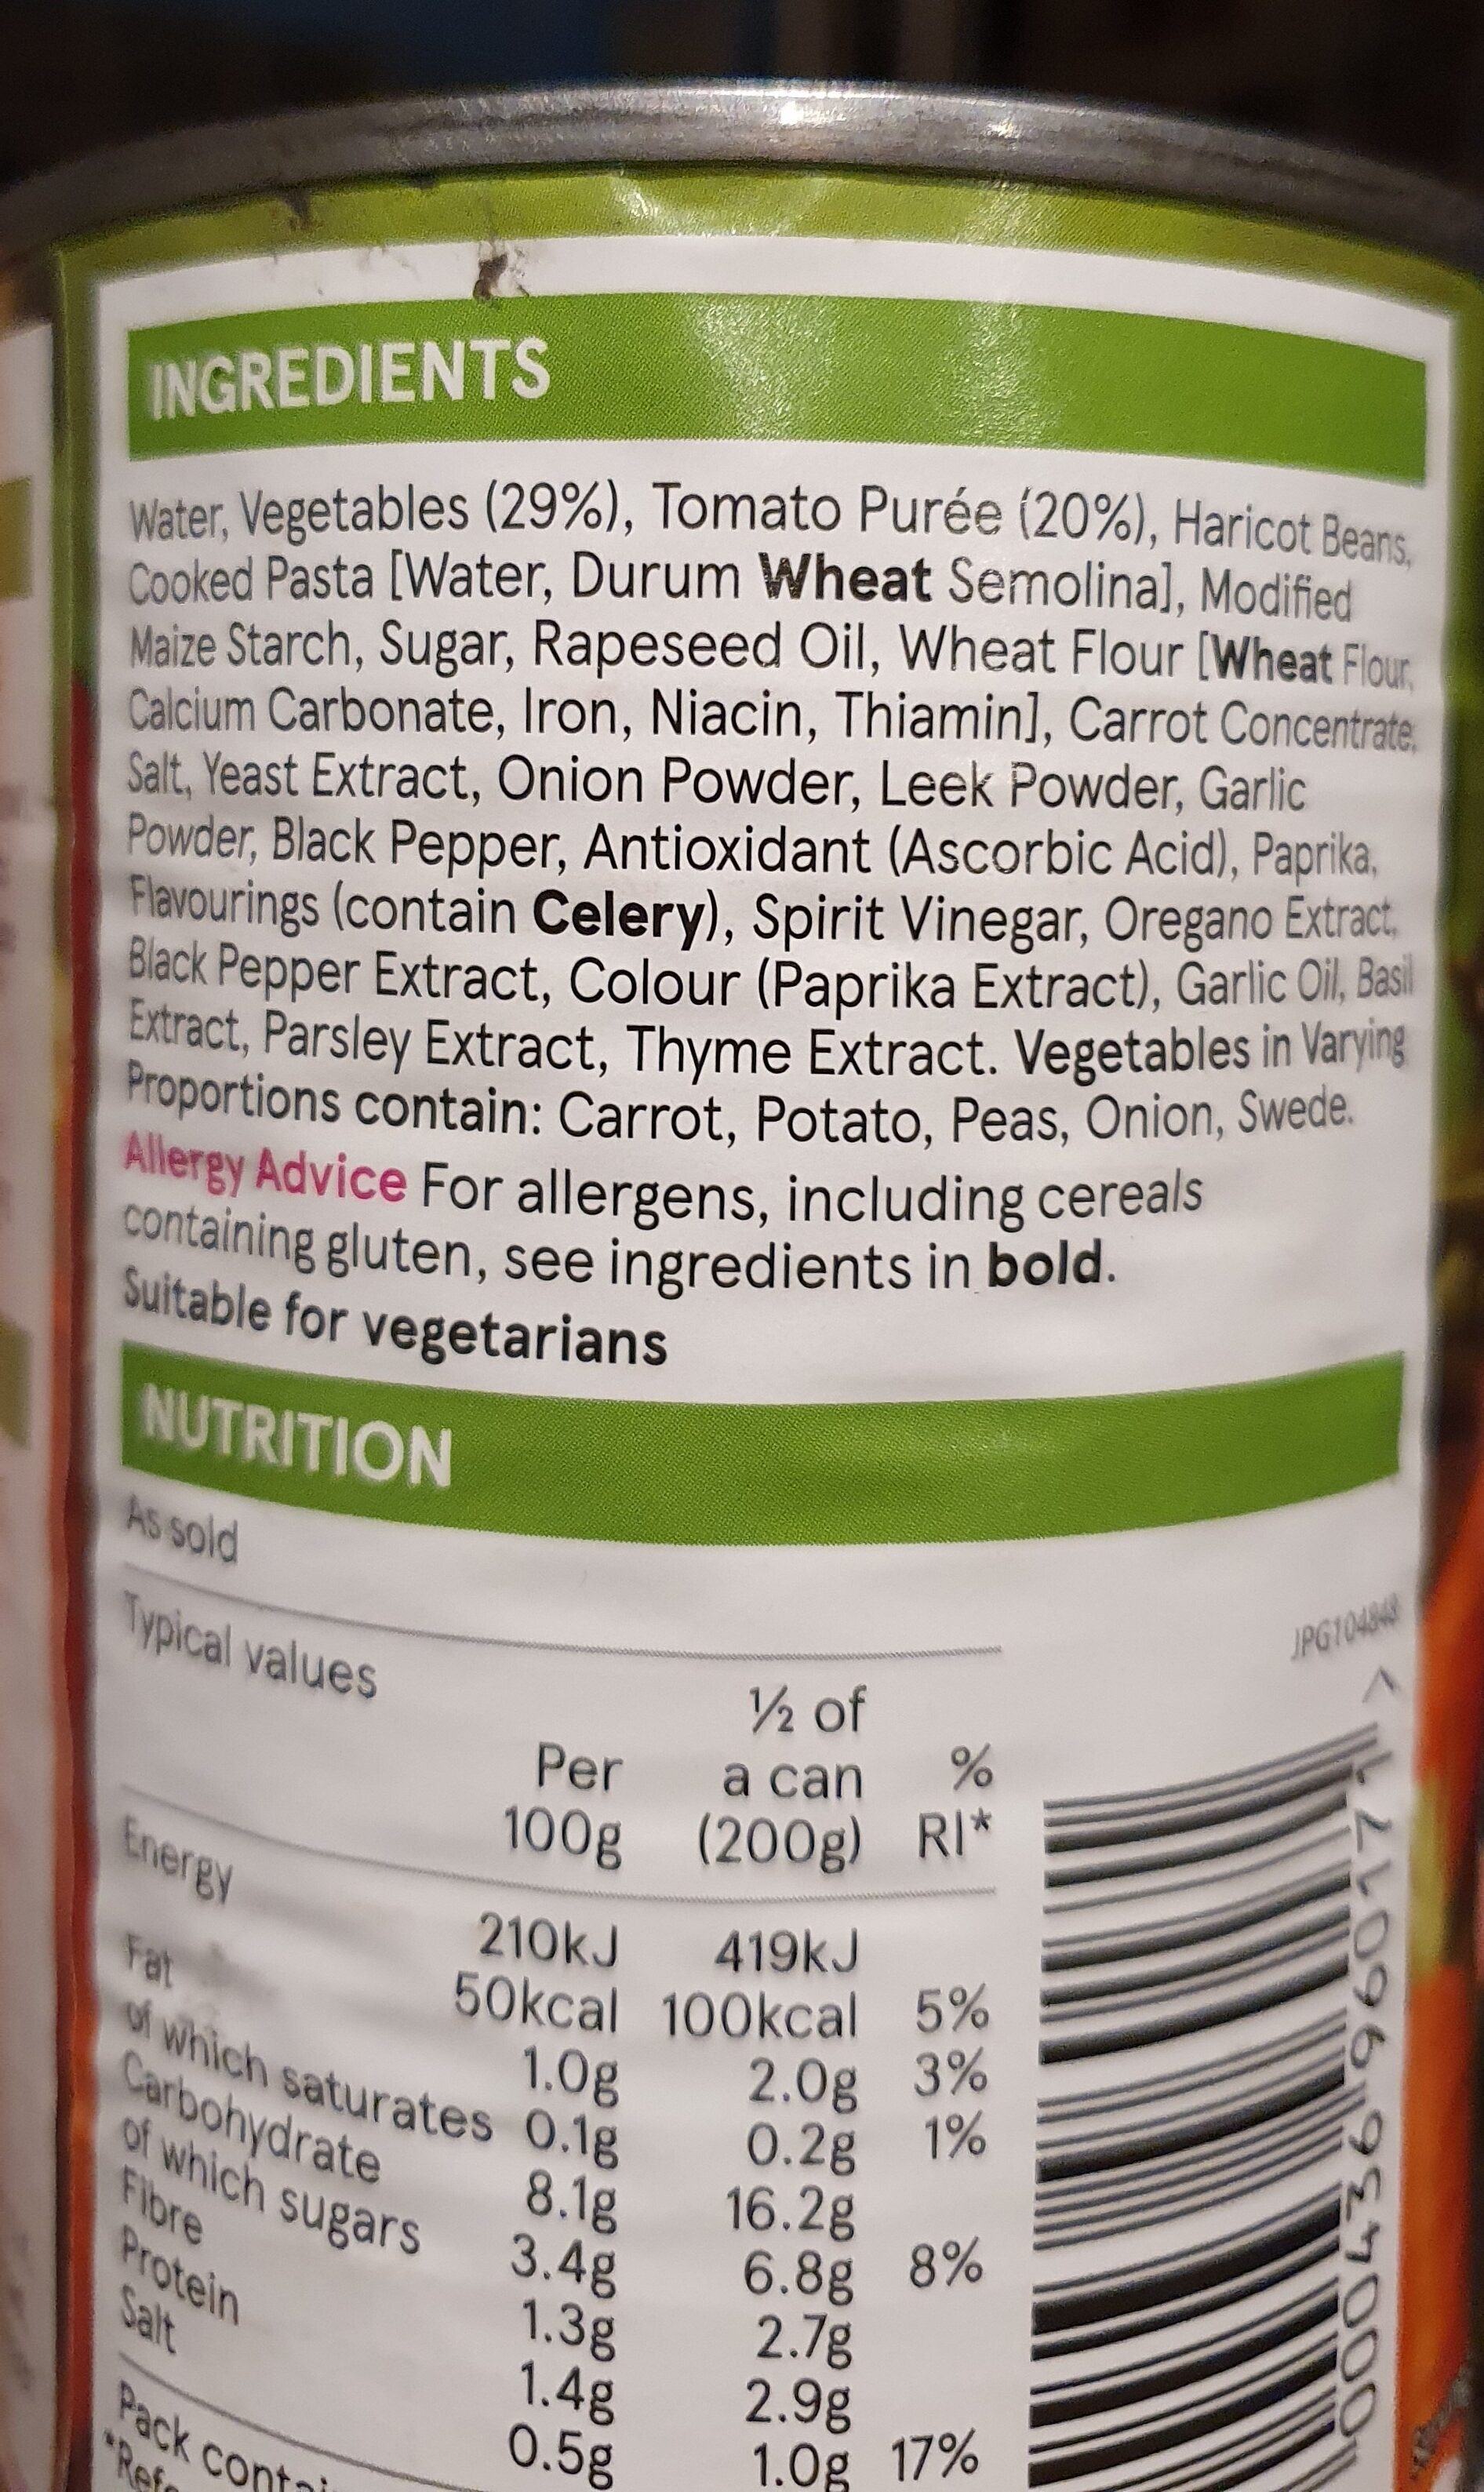 INGREDIENTS
Water, Vegetables (29%), Tomato Purée (20%), Haricot Beans,
Cooked Pasta [Water, Durum Wheat Semolina], Modified
Maize Starch, Sugar, Rapeseed Oil, Wheat Flour [Wheat Flour,
Calcium Carbonate, Iron, Niacin, Thiamin], Carrot Concentrate,
Salt, Yeast Extract, Onion Powder, Leek Powder, Garlic
Powder, Black Pepper, Antioxidant (Ascorbic Acid), Paprika,
Flavourings (contain Celery), Spirit Vinegar, Oregano Extract,
Black Pepper Extract, Colour (Paprika Extract), Garlic Oil, Basil
Extract, Parsley Extract, Thyme Extract. Vegetables in Varying
Proportions contain: Carrot, Potato, Peas, Onion, Swede.
Allergy Advice For allergens, including cereals
containing gluten, see ingredients in bold.
Suitable for vegetarians
NUTRITION
As sold
Typical values
Per 100g
½ of a can (200g)
% RI*
Energy 210kJ 419kJ
50kcal 100kcal 5%
Fat 1.0g 2.0g 3%
of which saturates 0.1g 0.2g 1%
Carbohydrate 8.1g 16.2g
of which sugars 3.4g 6.8g 8%
Fibre 1.3g 2.7g
Protein 1.4g 2.9g
Salt 0.5g 1.0g 17%
Pack
JPG104848
00043696 0171 >